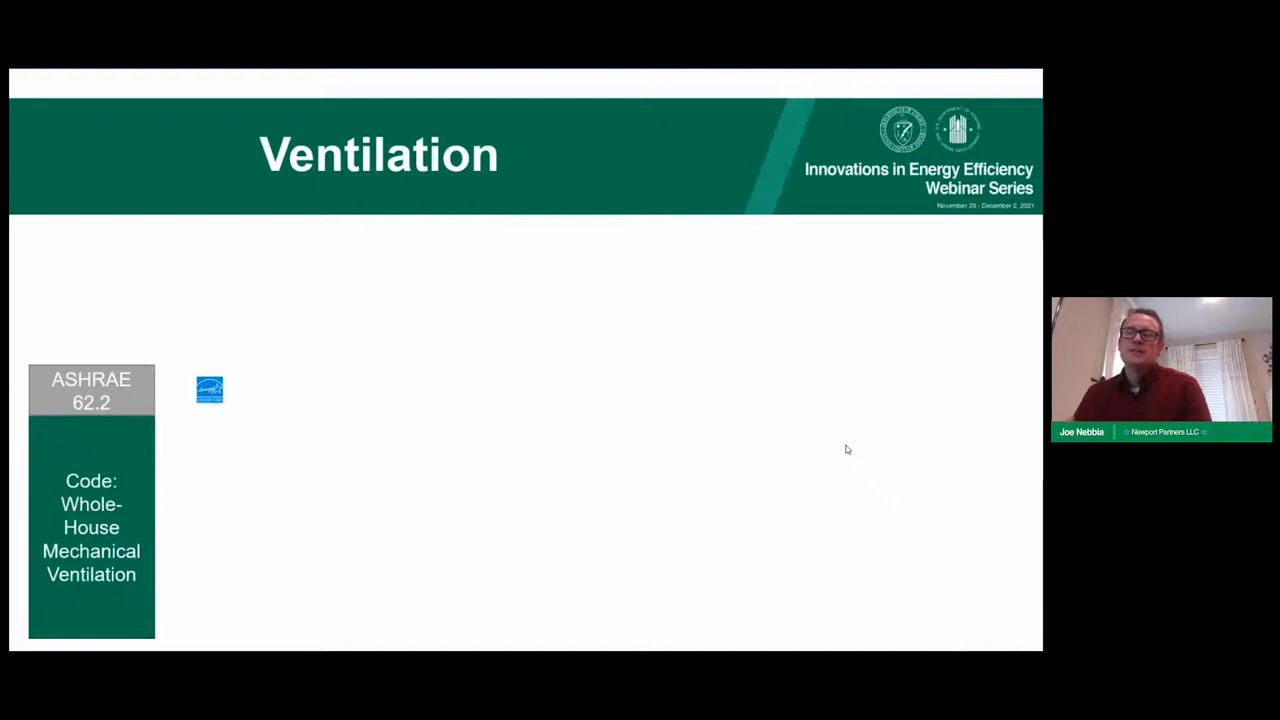 Ventilation
Innovations in Energy Efficiency
Webinar Series
November 29 - December 2, 2021
ASHRAE
62.2
Code:
Whole-
House
Mechanical
Ventilation
Joe Nebbia
Newport Partners LLC